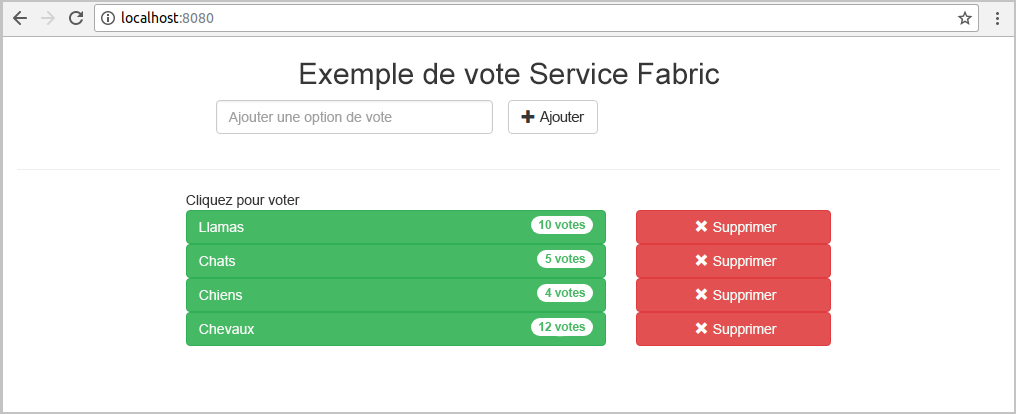 localhost:8080
Exemple de vote Service Fabric
Ajouter une option de vote
Ajouter
Cliquez pour voter
Llamas 10 votes Supprimer
Chats 5 votes Supprimer
Chiens 4 votes Supprimer
Chevaux 12 votes Supprimer